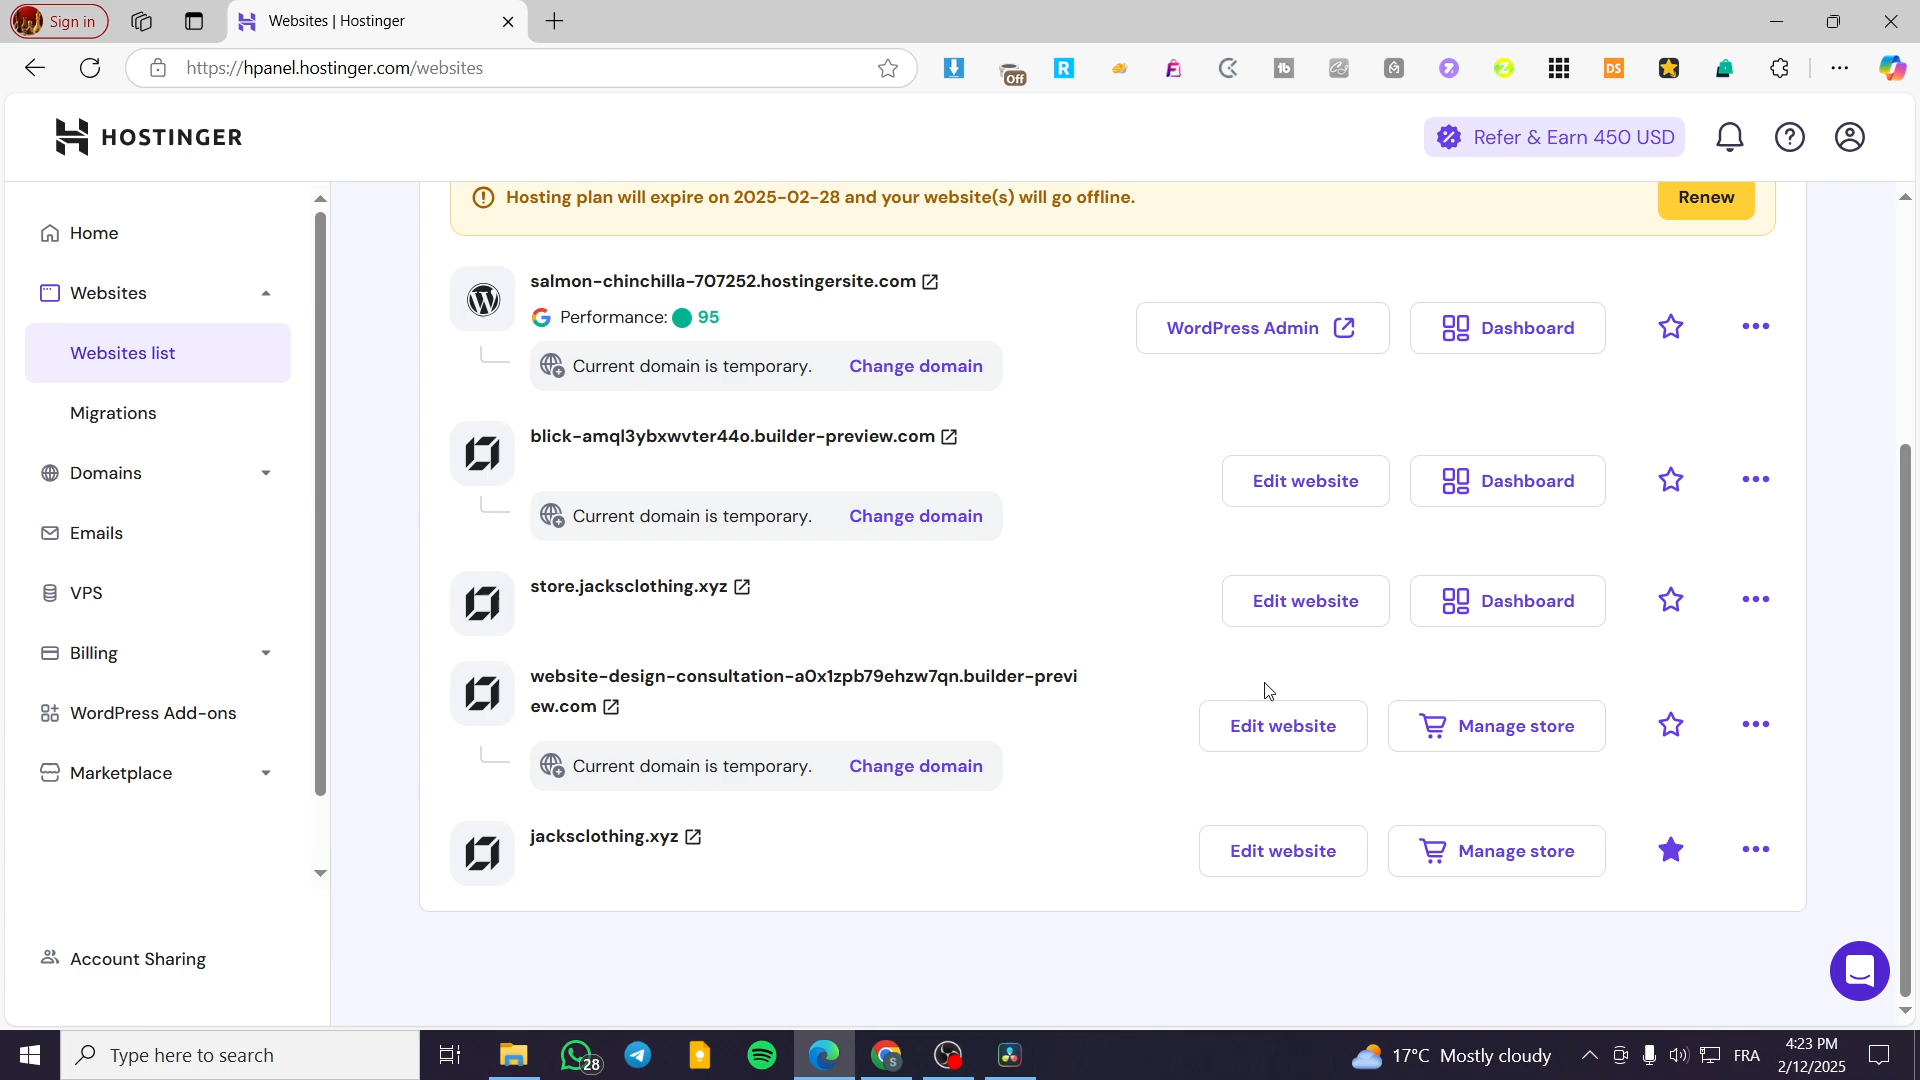 Sign in
Websites | Hostinger
https://hpanel.hostinger.com/websites
Off
R
tb
DS
HOSTINGER
Refer & Earn 450 USD
Home
Websites
Websites list
Migrations
Domains
Emails
VPS
Billing
WordPress Add-ons
Marketplace
Account Sharing
Hosting plan will expire on 2025-02-28 and your website(s) will go offline.
Renew
salmon-chinchilla-707252.hostingersite.com
Performance: 95
WordPress Admin
Dashboard
Current domain is temporary. Change domain
blick-amql3ybxwvter44o.builder-preview.com
Edit website
Dashboard
Current domain is temporary. Change domain
store.jacksclothing.xyz
Edit website
Dashboard
website-design-consultation-a0x1zpb79ehzw7qn.builder-previ
ew.com
Edit website
Manage store
Current domain is temporary. Change domain
jacksclothing.xyz
Edit website
Manage store
Type here to search
28
S
17°C Mostly cloudy
FRA
4:23 PM
2/12/2025